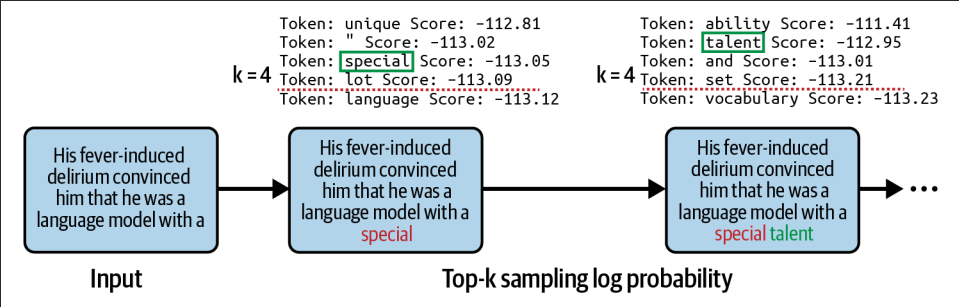 Token: unique Score: -112.81
Token: " Score: -113.02
Token: special Score: -113.05
Token: lot Score: -113.09
Token: language Score: -113.12
k = 4
Token: ability Score: -111.41
Token: talent Score: -112.95
Token: and Score: -113.01
Token: set Score: -113.21
Token: vocabulary Score: -113.23
k = 4
His fever-induced
delirium convinced
him that he was a
language model with a
His fever-induced
delirium convinced
him that he was a
language model with a
special
His fever-induced
delirium convinced
him that he was a
language model with a
special talent
Input
Top-k sampling log probability